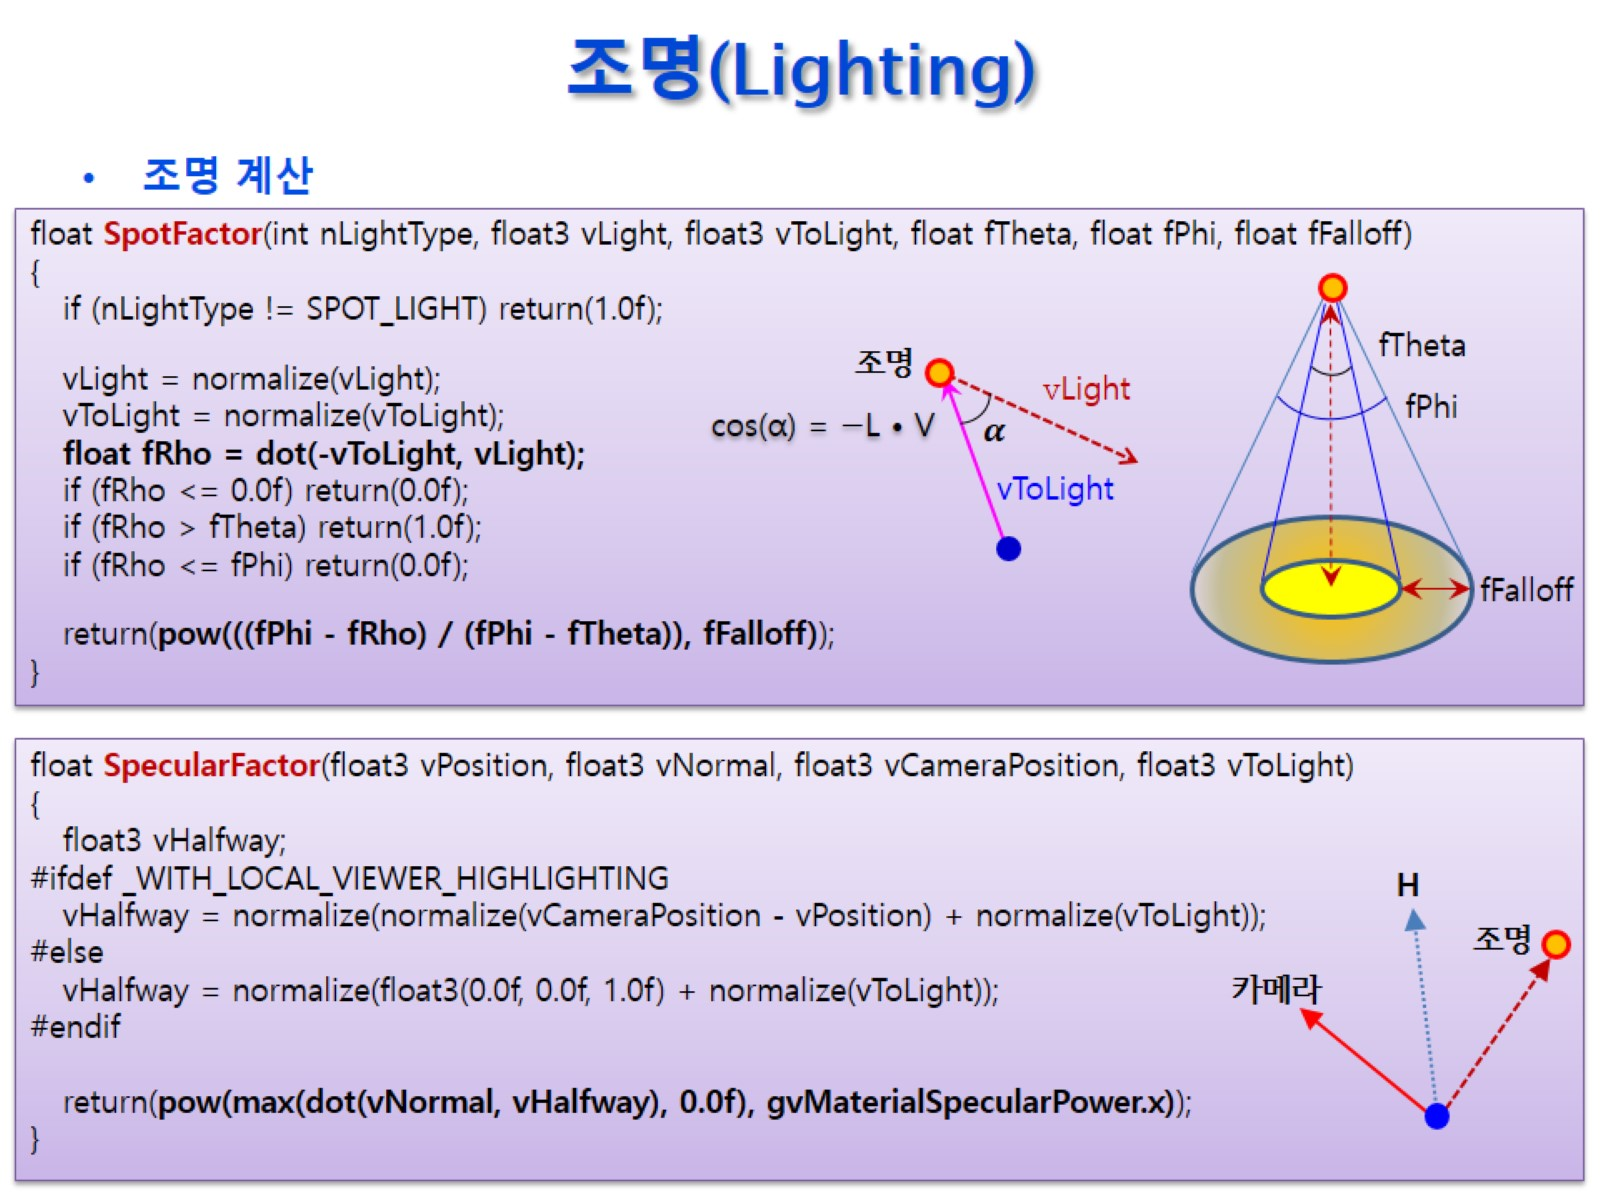 조명(Lighting)
• 조명 계산
float SpotFactor(int nLightType, float3 vLight, float3 vToLight, float fTheta, float fPhi, float fFalloff)
{
if (nLightType != SPOT_LIGHT) return(1.0f);
vLight = normalize(vLight);
vToLight = normalize(vToLight);
float fRho = dot(-vToLight, vLight);
if (fRho <= 0.0f) return(0.0f);
if (fRho > fTheta) return(1.0f);
if (fRho <= fPhi) return(0.0f);
return(pow(((fPhi - fRho) / (fPhi - fTheta)), fFalloff));
}
조명
vLight
cos(α) = −L • V
α
vToLight
fTheta
fPhi
fFalloff
float SpecularFactor(float3 vPosition, float3 vNormal, float3 vCameraPosition, float3 vToLight)
{
float3 vHalfway;
#ifdef _WITH_LOCAL_VIEWER_HIGHLIGHTING
vHalfway = normalize(normalize(vCameraPosition - vPosition) + normalize(vToLight));
#else
vHalfway = normalize(float3(0.0f, 0.0f, 1.0f) + normalize(vToLight));
#endif
return(pow(max(dot(vNormal, vHalfway), 0.0f), gvMaterialSpecularPower.x));
}
H
조명
카메라